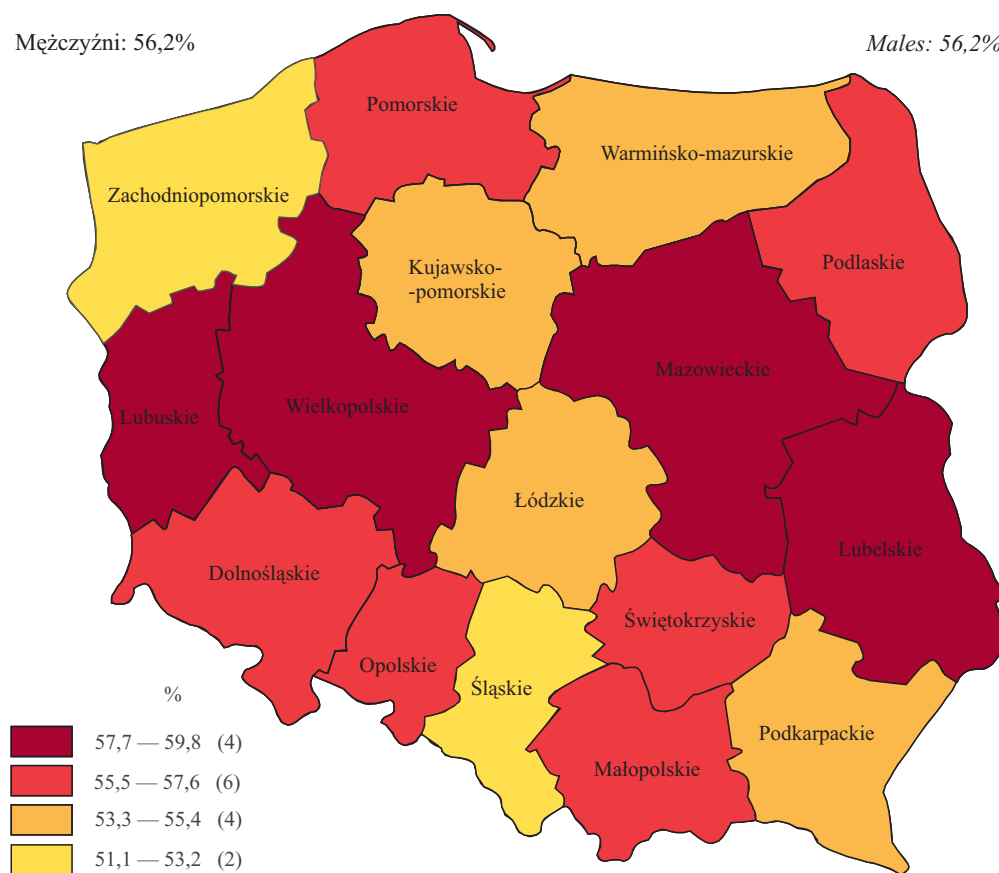 Mężczyźni: 56,2%
Males: 56,2%
Pomorskie
Warmińsko-mazurskie
Zachodniopomorskie
Podlaskie
Kujawsko-
-pomorskie
Mazowieckie
Wielkopolskie
Lubuskie
Łódzkie
Lubelskie
Dolnośląskie
Świętokrzyskie
Opolskie
Śląskie
Podkarpackie
Małopolskie
%
57,7 — 59,8 (4)
55,5 — 57,6 (6)
53,3 — 55,4 (4)
51,1 — 53,2 (2)